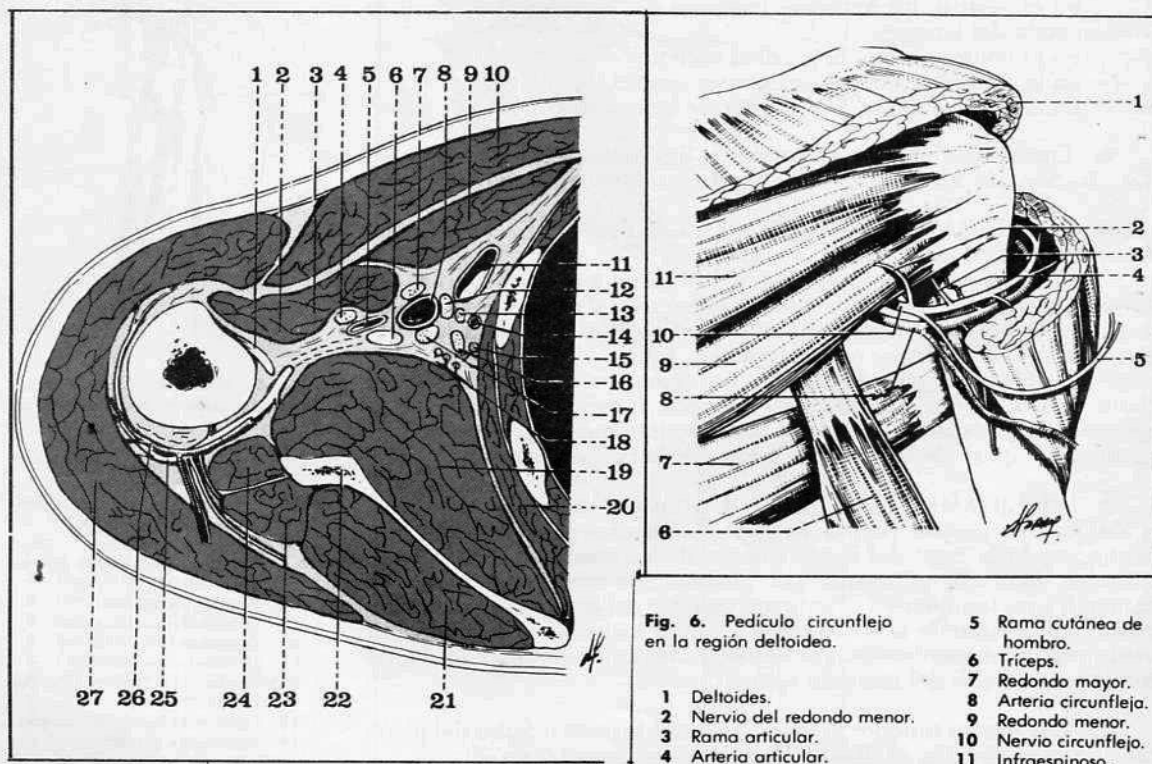 1 2 3 4 5 6 7 8 9 10
11
12
13
14
15
16
17
18
19
20
27 26 25 24 23 22 21
1
2
3
4
11
10
9
5
8
7
6
Fig. 6. Pedículo circunflejo
en la región deltoidea.
1 Deltoides.
2 Nervio del redondo menor.
3 Rama articular.
4 Arteria articular.
5 Rama cutánea de
hombro.
6 Tríceps.
7 Redondo mayor.
8 Arteria circunfleja.
9 Redondo menor.
10 Nervio circunflejo.
11 Infraespinoso.